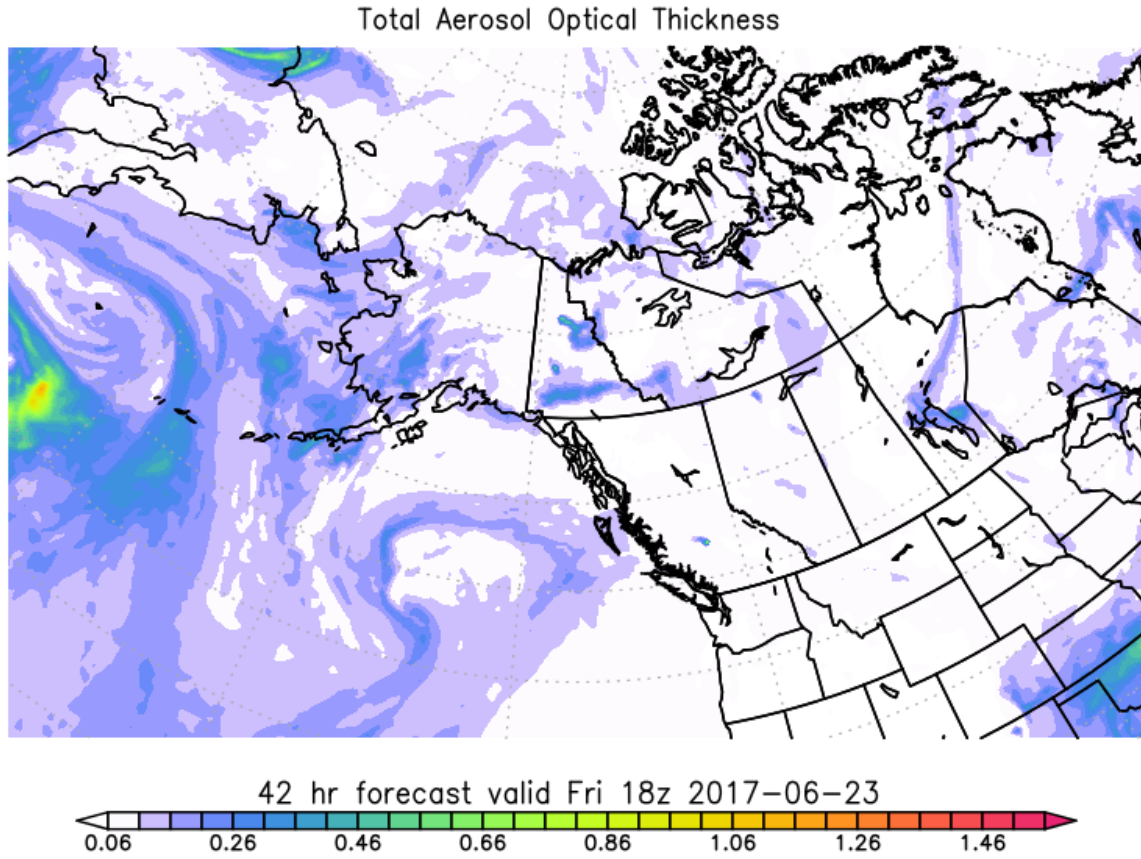 Total Aerosol Optical Thickness
42 hr forecast valid Fri 18z 2017-06-23
0.06 0.26 0.46 0.66 0.86 1.06 1.26 1.46